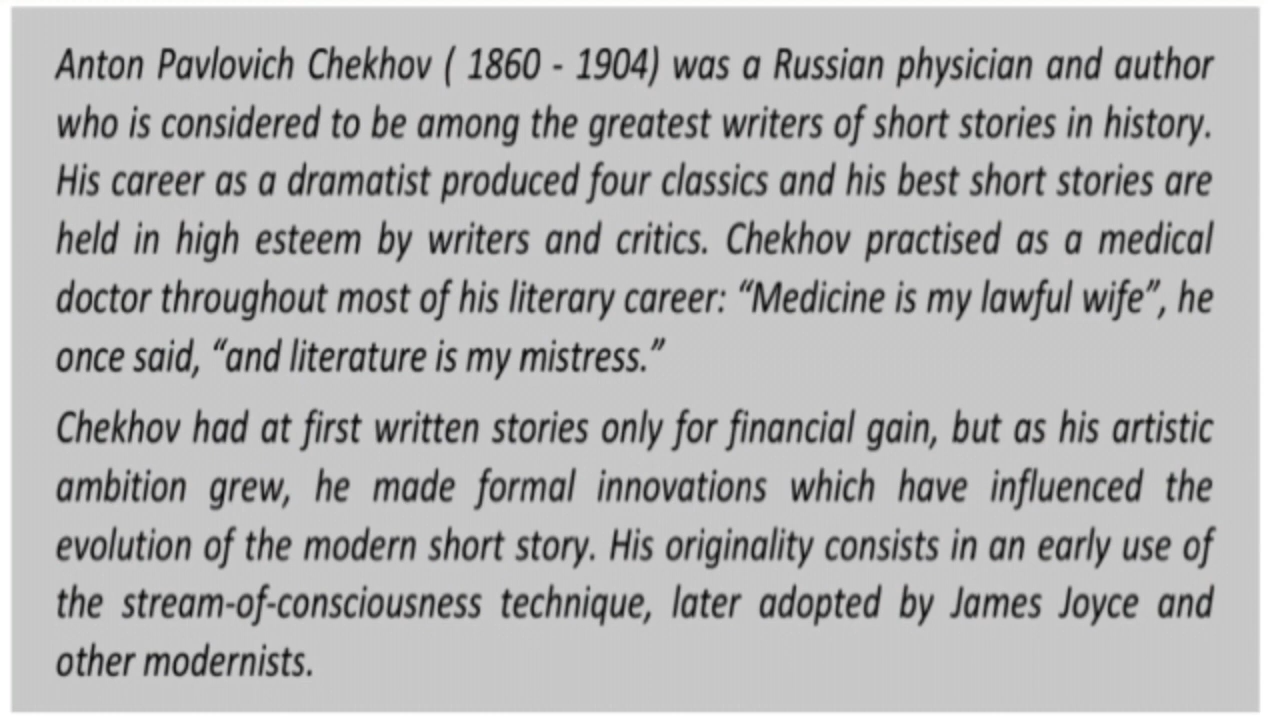 Anton Pavlovich Chekhov ( 1860 - 1904) was a Russian physician and author
who is considered to be among the greatest writers of short stories in history.
His career as a dramatist produced four classics and his best short stories are
held in high esteem by writers and critics. Chekhov practised as a medical
doctor throughout most of his literary career: “Medicine is my lawful wife”, he
once said, “and literature is my mistress.”
Chekhov had at first written stories only for financial gain, but as his artistic
ambition grew, he made formal innovations which have influenced the
evolution of the modern short story. His originality consists in an early use of
the stream-of-consciousness technique, later adopted by James Joyce and
other modernists.